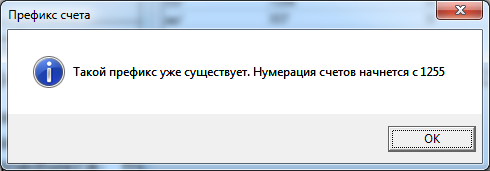 Префикс счета
Такой префикс уже существует. Нумерация счетов начнется с 1255
OK